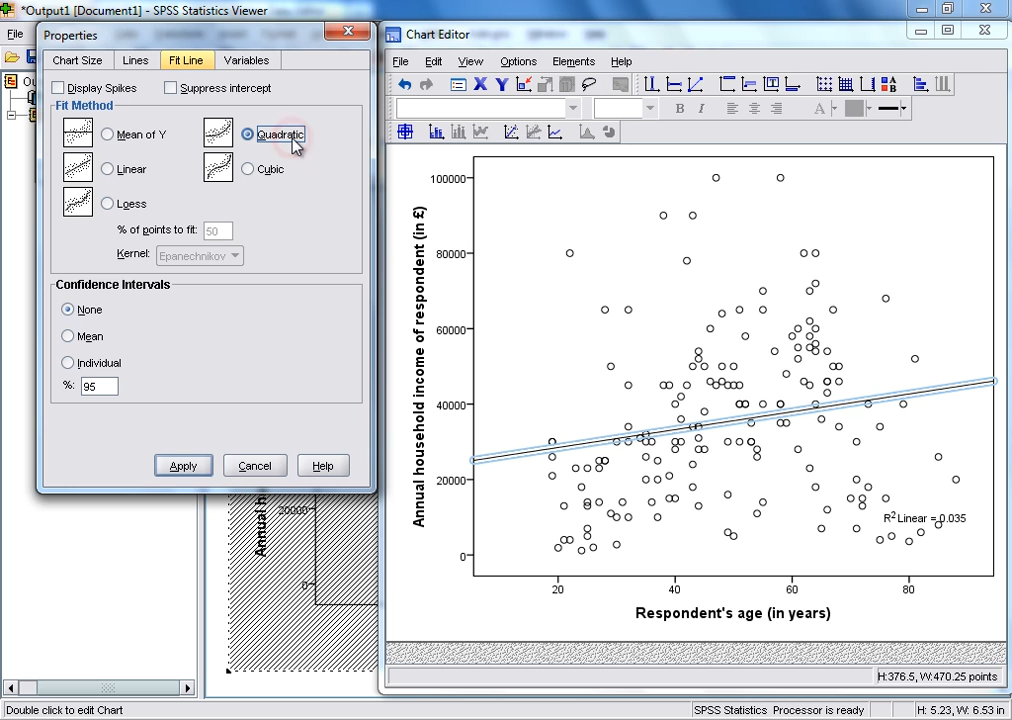 *Output1 [Document1] - SPSS Statistics Viewer
File
Ou
Properties
Chart Size
Lines
Fit Line
Variables
Display Spikes
Suppress intercept
Fit Method
Mean of Y
Quadratic
Linear
Cubic
Loess
% of points to fit:
50
Kernel:
Epanechnikov
Confidence Intervals
None
Mean
Individual
%:
95
Apply
Cancel
Help
Annual h
20000
0
Chart Editor
File
Edit
View
Options
Elements
Help
X
Y
B
I
A
100000
80000
60000
40000
20000
0
Annual household income of respondent (in £)
R2 Linear = 0.035
20
40
60
80
Respondent's age (in years)
H:376.5, W:470.25 points
Double click to edit Chart
SPSS Statistics Processor is ready
H: 5.23, W: 6.53 in